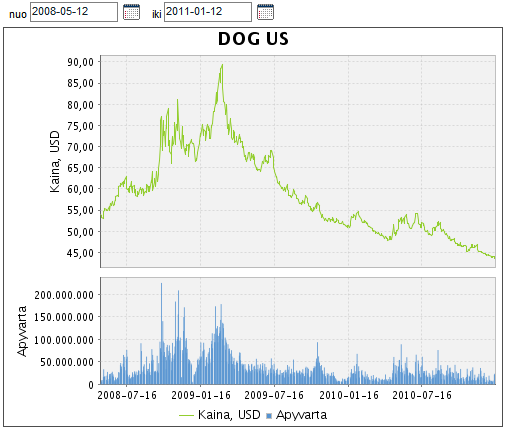 nuo 2008-05-12 iki 2011-01-12
DOG US
90,00
85,00
80,00
75,00
70,00
65,00
60,00
55,00
50,00
45,00
Kaina, USD
200.000.000
150.000.000
100.000.000
50.000.000
0
Apyvarta
2008-07-16 2009-01-16 2009-07-16 2010-01-16 2010-07-16
Kaina, USD Apyvarta